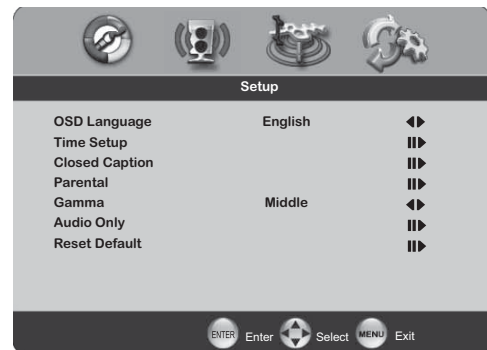 Setup
OSD Language English
Time Setup
Closed Caption
Parental
Gamma Middle
Audio Only
Reset Default
ENTER Enter Select MENU Exit